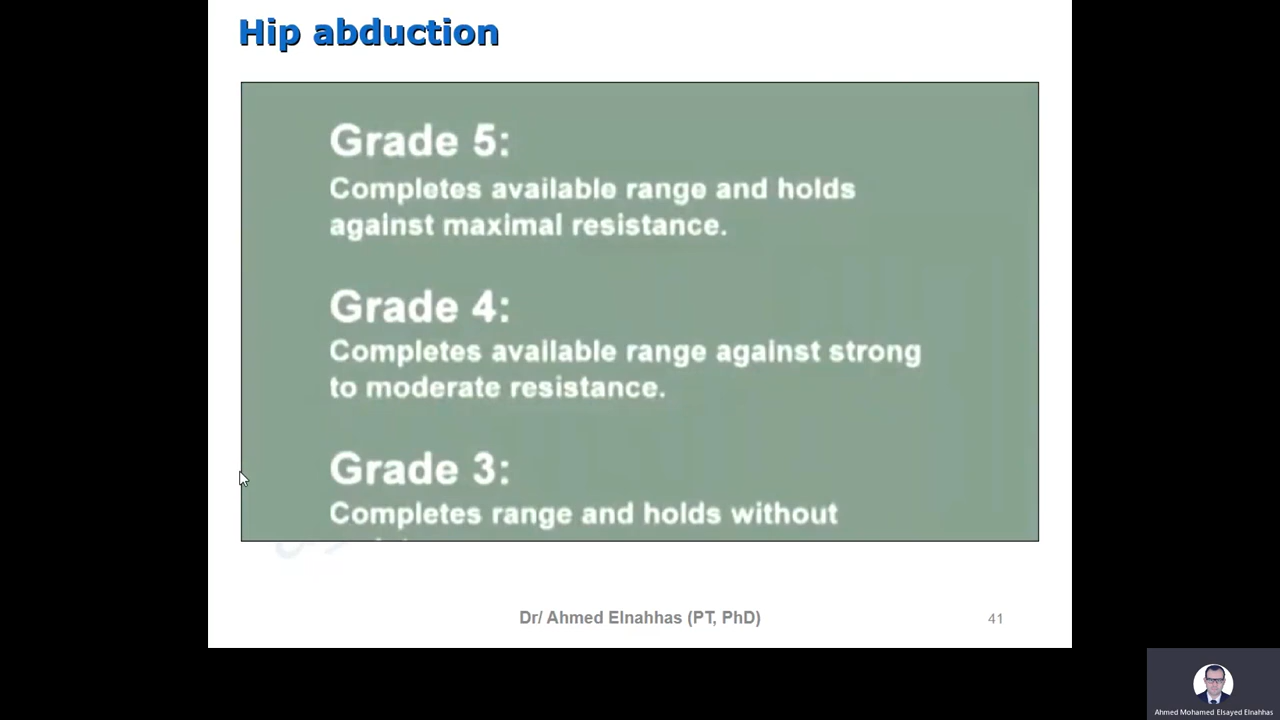 Hip abduction
Grade 5:
Completes available range and holds
against maximal resistance.
Grade 4:
Completes available range against strong
to moderate resistance.
Grade 3:
Completes range and holds without
Dr/ Ahmed Elnahhas (PT, PhD)
41
Ahmed Mohamed Elsayed Elnahhas